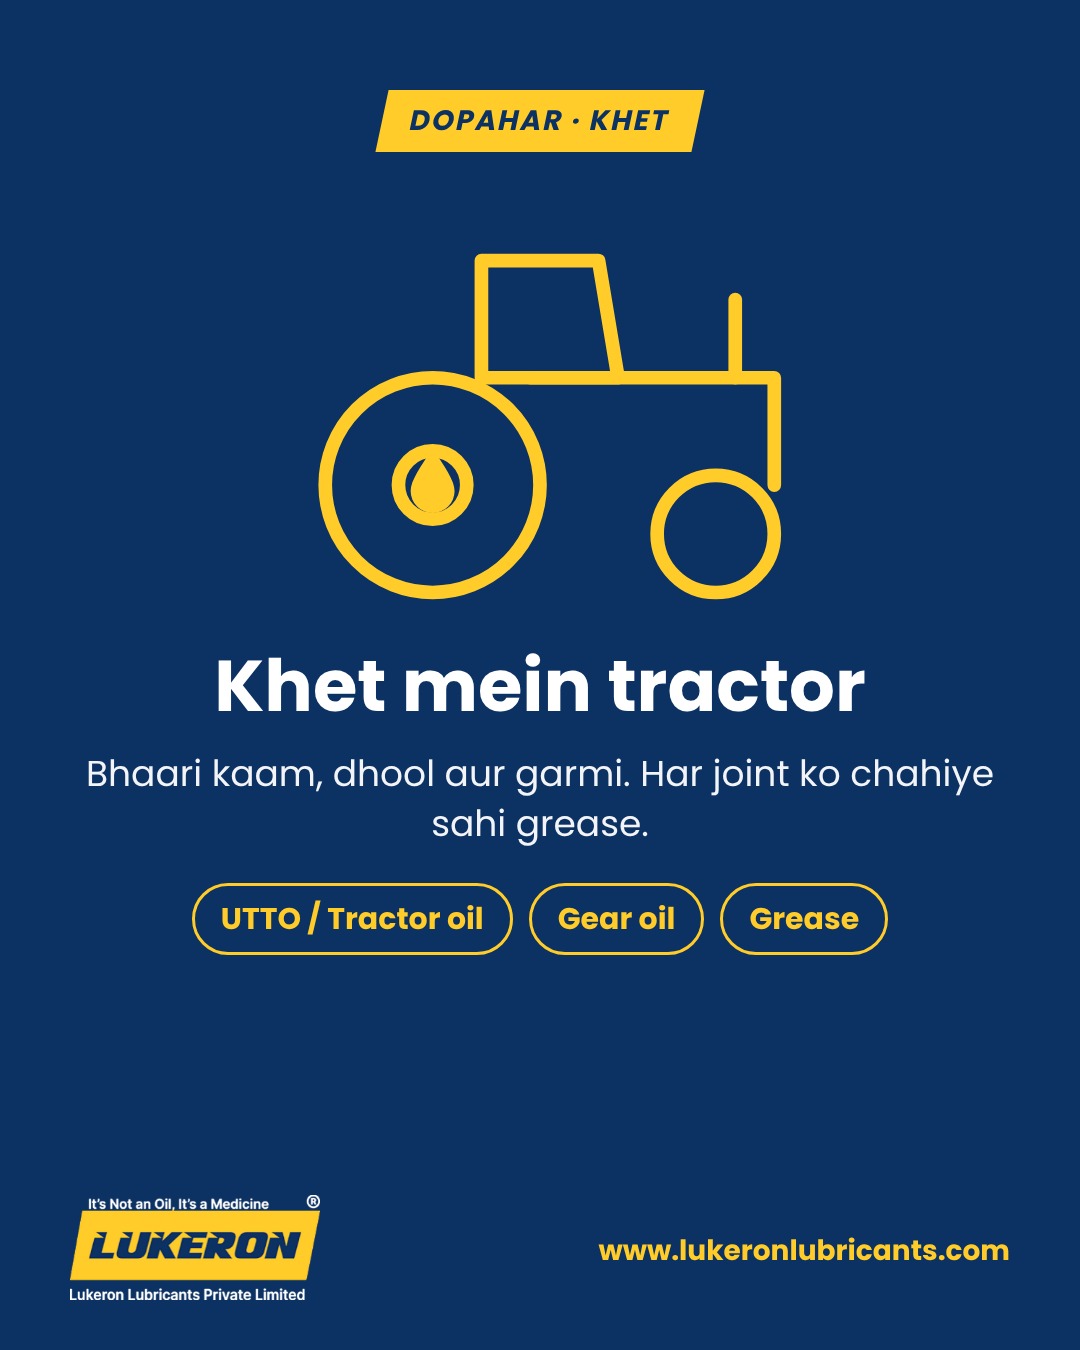 DOPAHAR · KHET
Khet mein tractor
Bhaari kaam, dhool aur garmi. Har joint ko chahiye
sahi grease.
UTTO / Tractor oil
Gear oil
Grease
It's Not an Oil, It's a Medicine ®
LUKERON
Lukeron Lubricants Private Limited
www.lukeronlubricants.com